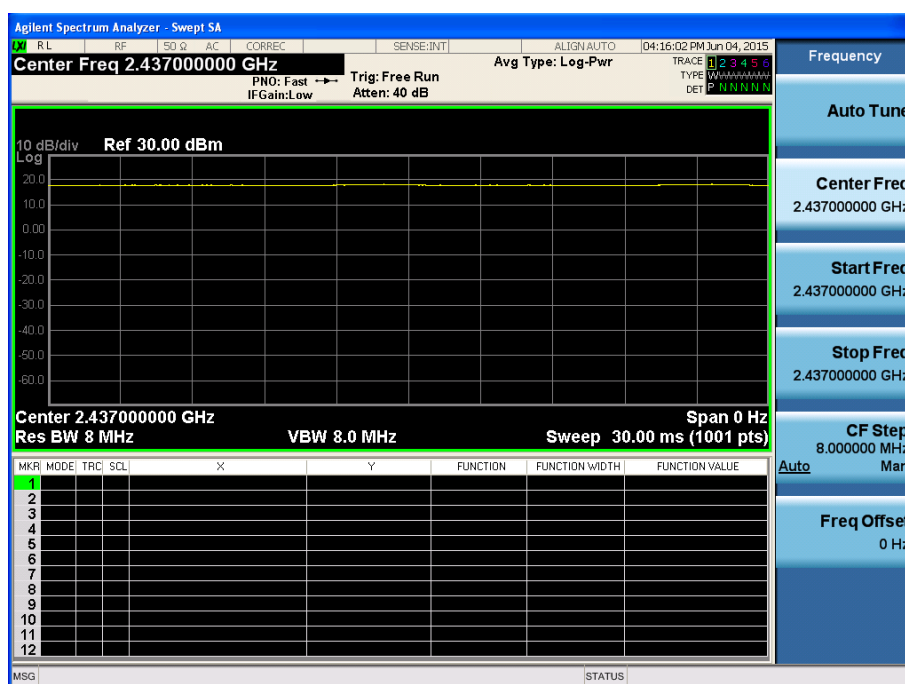 Agilent Spectrum Analyzer - Swept SA
LXI RL RF 50 Ω AC CORREC SENSE:INT ALIGN AUTO 04:16:02 PM Jun 04, 2015
Center Freq 2.437000000 GHz
PNO: Fast
IFGain:Low
Trig: Free Run
Atten: 40 dB
Avg Type: Log-Pwr
TRACE 1 2 3 4 5 6
TYPE W
DET P N N N N N
10 dB/div Ref 30.00 dBm
Log
20.0
10.0
0.00
-10.0
-20.0
-30.0
-40.0
-50.0
-60.0
Center 2.437000000 GHz Span 0 Hz
Res BW 8 MHz VBW 8.0 MHz Sweep 30.00 ms (1001 pts)
MKR MODE TRC SCL X Y FUNCTION FUNCTION WIDTH FUNCTION VALUE
1
2
3
4
5
6
7
8
9
10
11
12
MSG STATUS
Frequency
Auto Tune
Center Freq
2.437000000 GHz
Start Freq
2.437000000 GHz
Stop Freq
2.437000000 GHz
CF Step
8.000000 MHz
Auto Man
Freq Offset
0 Hz